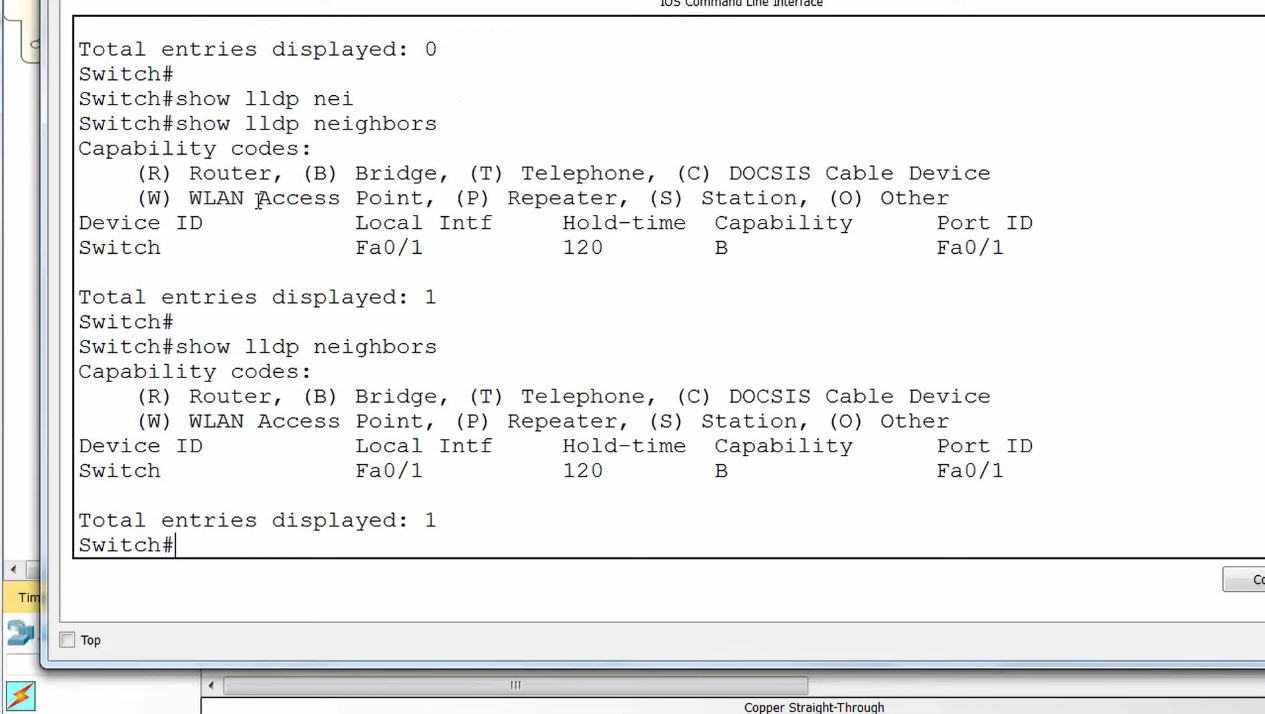 IOS Command Line Interface
Total entries displayed: 0
Switch#
Switch#show lldp nei
Switch#show lldp neighbors
Capability codes:
(R) Router, (B) Bridge, (T) Telephone, (C) DOCSIS Cable Device
(W) WLAN Access Point, (P) Repeater, (S) Station, (O) Other
Device ID Local Intf Hold-time Capability Port ID
Switch Fa0/1 120 B Fa0/1
Total entries displayed: 1
Switch#
Switch#show lldp neighbors
Capability codes:
(R) Router, (B) Bridge, (T) Telephone, (C) DOCSIS Cable Device
(W) WLAN Access Point, (P) Repeater, (S) Station, (O) Other
Device ID Local Intf Hold-time Capability Port ID
Switch Fa0/1 120 B Fa0/1
Total entries displayed: 1
Switch#
Co
Tim
Top
Copper Straight-Through